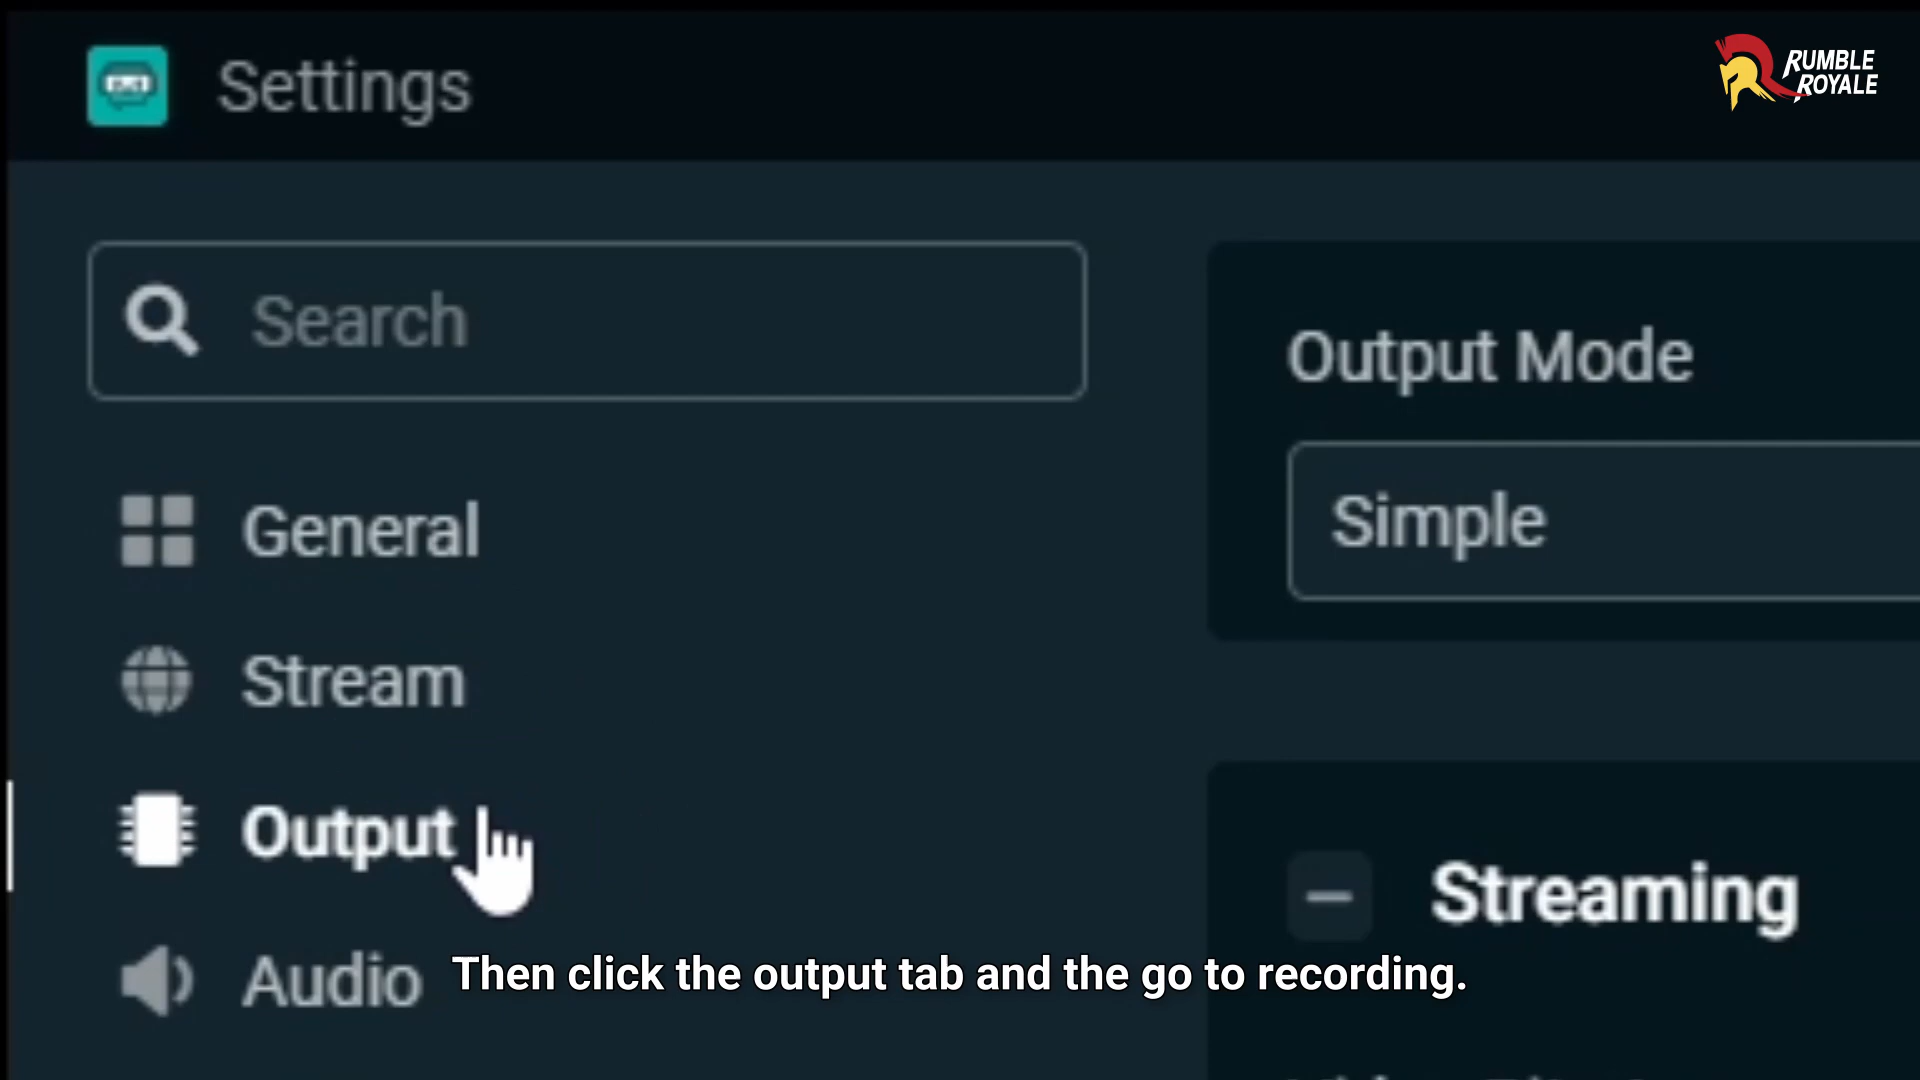 Settings
RUMBLE
ROYALE
Search
Output Mode
General
Simple
Stream
Output
Streaming
Audio
Then click the output tab and the go to recording.